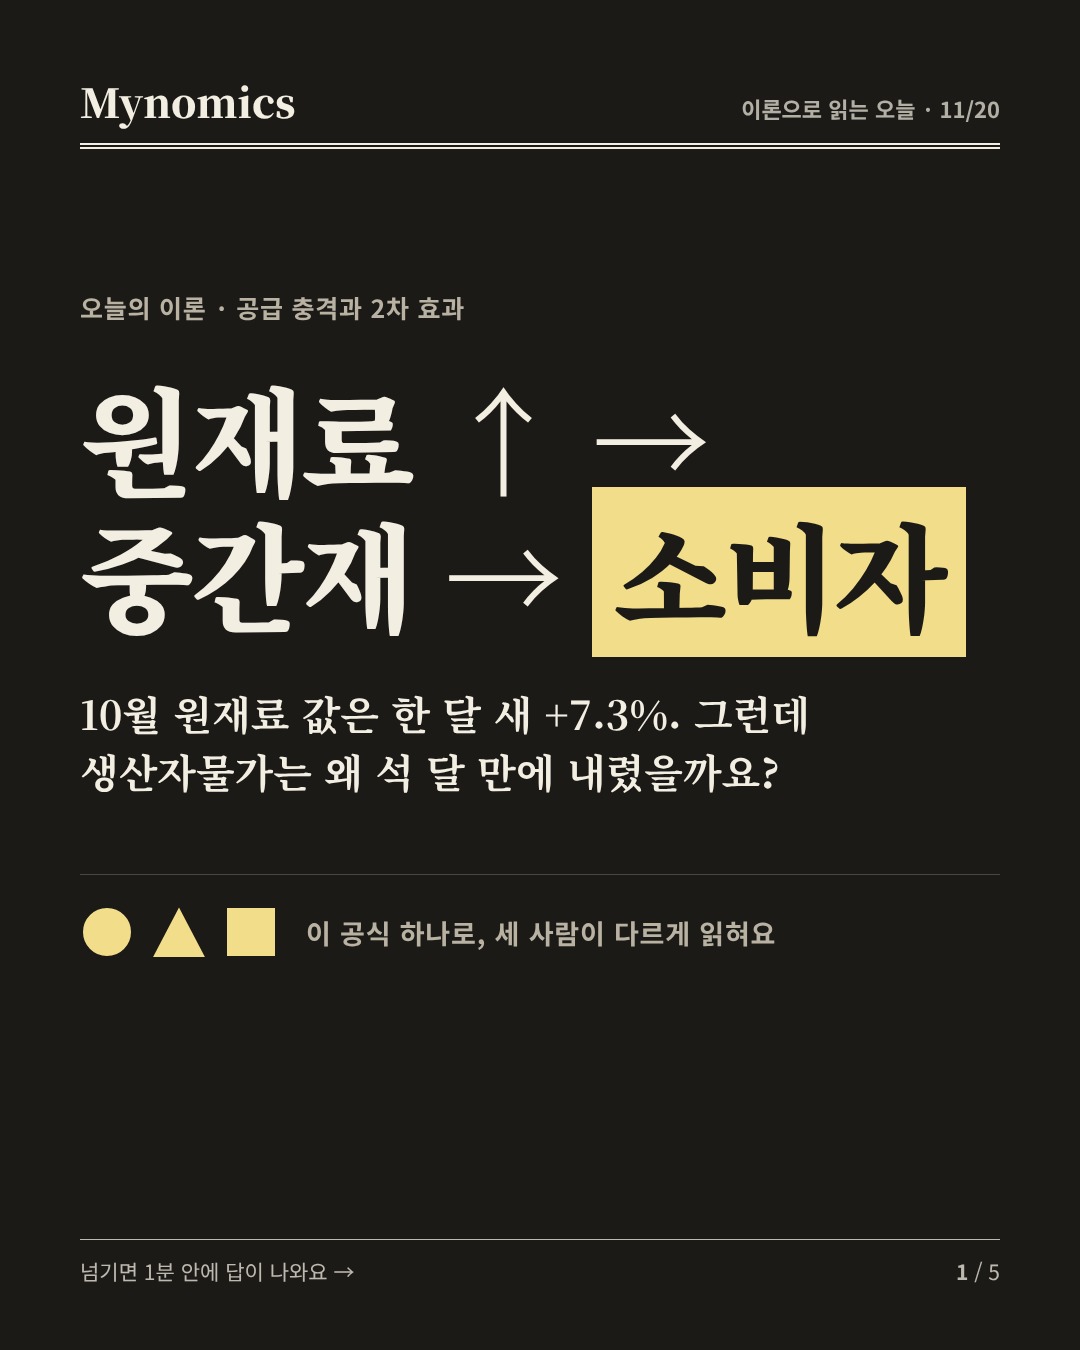 Mynomics
이론으로 읽는 오늘 · 11/20
오늘의 이론 · 공급 충격과 2차 효과
원재료 ↑ →
중간재 → 소비자
10월 원재료 값은 한 달 새 +7.3%. 그런데
생산자물가는 왜 석 달 만에 내렸을까요?
이 공식 하나로, 세 사람이 다르게 읽혀요
넘기면 1분 안에 답이 나와요 →
1 / 5